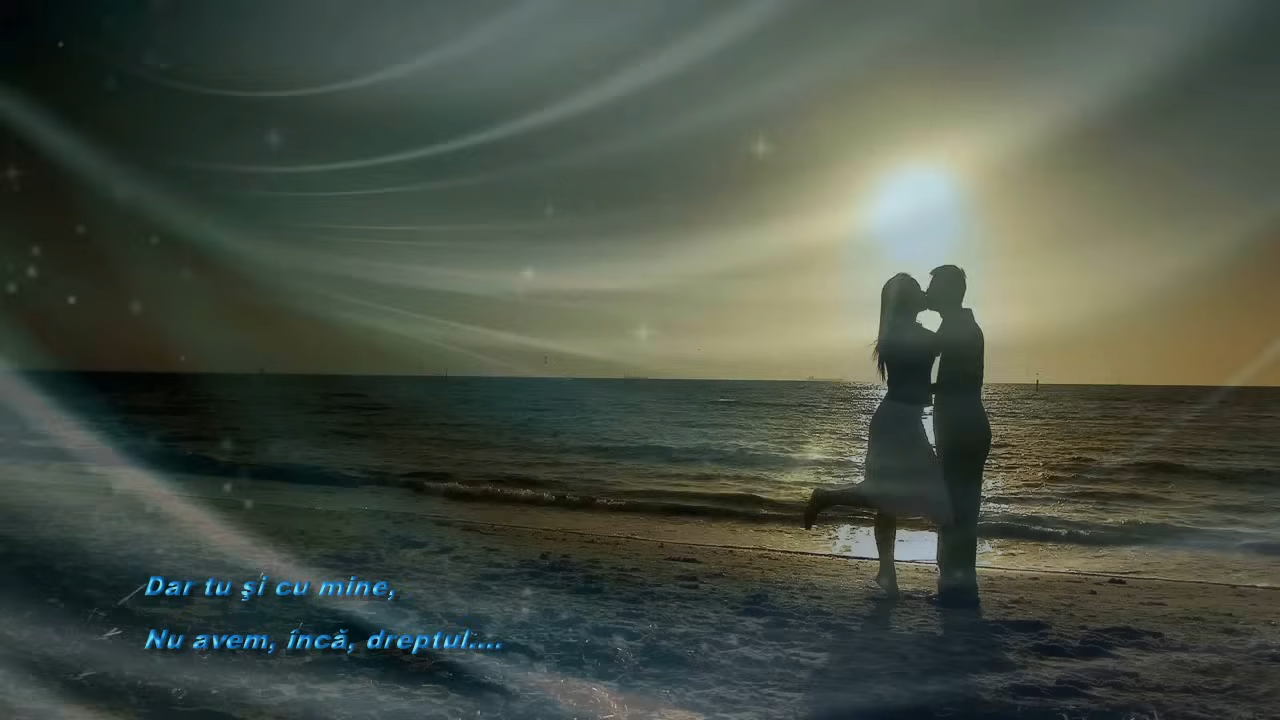 Dar tu şi cu mine,
Nu avem, încă, dreptul....